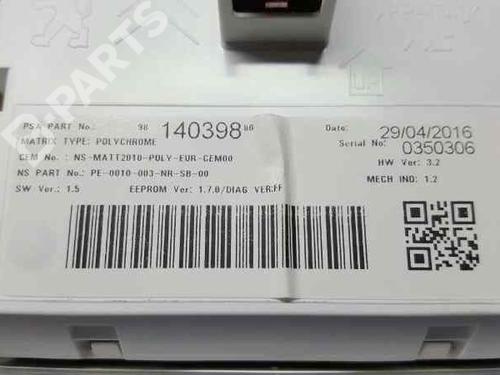 D-PARTS
PSA PART No.: 98 140398 80 Date: 29/04/2016
MATRIX TYPE: POLYCHROME Serial No: 0350306
CEM No.: NS-MATT2010-POLY-EUR-CEM00 HW Ver: 3.2
NS PART No: PE-0010-003-NR-SB-00 MECH IND: 1.2
SW Ver.: 1.5 EEPROM Ver: 1.7.0/DIAG VER:FF